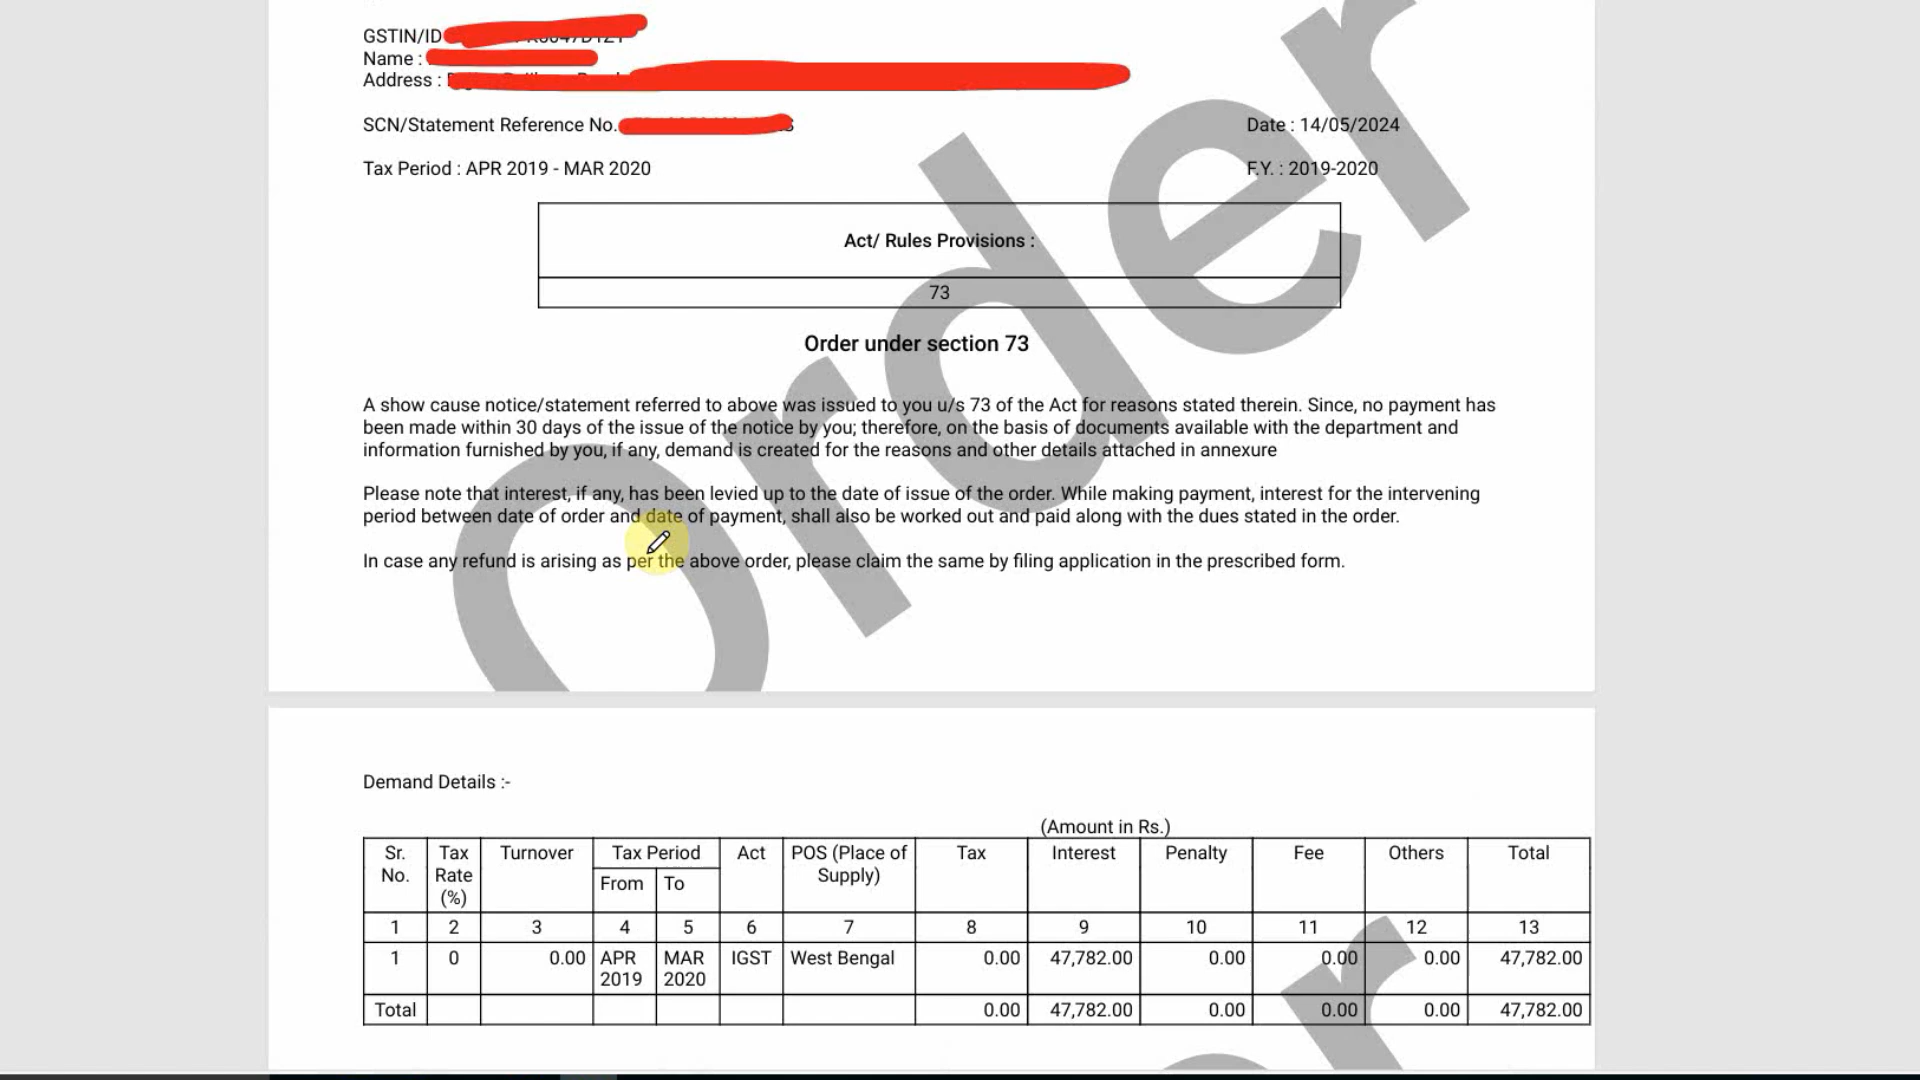 GSTIN/ID
Name :
Address :
SCN/Statement Reference No.
Date : 14/05/2024
Tax Period : APR 2019 - MAR 2020
F.Y. : 2019-2020
Act/ Rules Provisions :
73
Order under section 73
A show cause notice/statement referred to above was issued to you u/s 73 of the Act for reasons stated therein. Since, no payment has
been made within 30 days of the issue of the notice by you; therefore, on the basis of documents available with the department and
information furnished by you, if any, demand is created for the reasons and other details attached in annexure
Please note that interest, if any, has been levied up to the date of issue of the order. While making payment, interest for the intervening
period between date of order and date of payment, shall also be worked out and paid along with the dues stated in the order.
In case any refund is arising as per the above order, please claim the same by filing application in the prescribed form.
Order
Demand Details :-
(Amount in Rs.)
Sr. Tax Turnover Tax Period Act POS (Place of Tax Interest Penalty Fee Others Total
No. Rate From To Supply)
(%)
1 2 3 4 5 6 7 8 9 10 11 12 13
1 0 0.00 APR MAR IGST West Bengal 0.00 47,782.00 0.00 0.00 0.00 47,782.00
2019 2020
Total 0.00 47,782.00 0.00 0.00 0.00 47,782.00